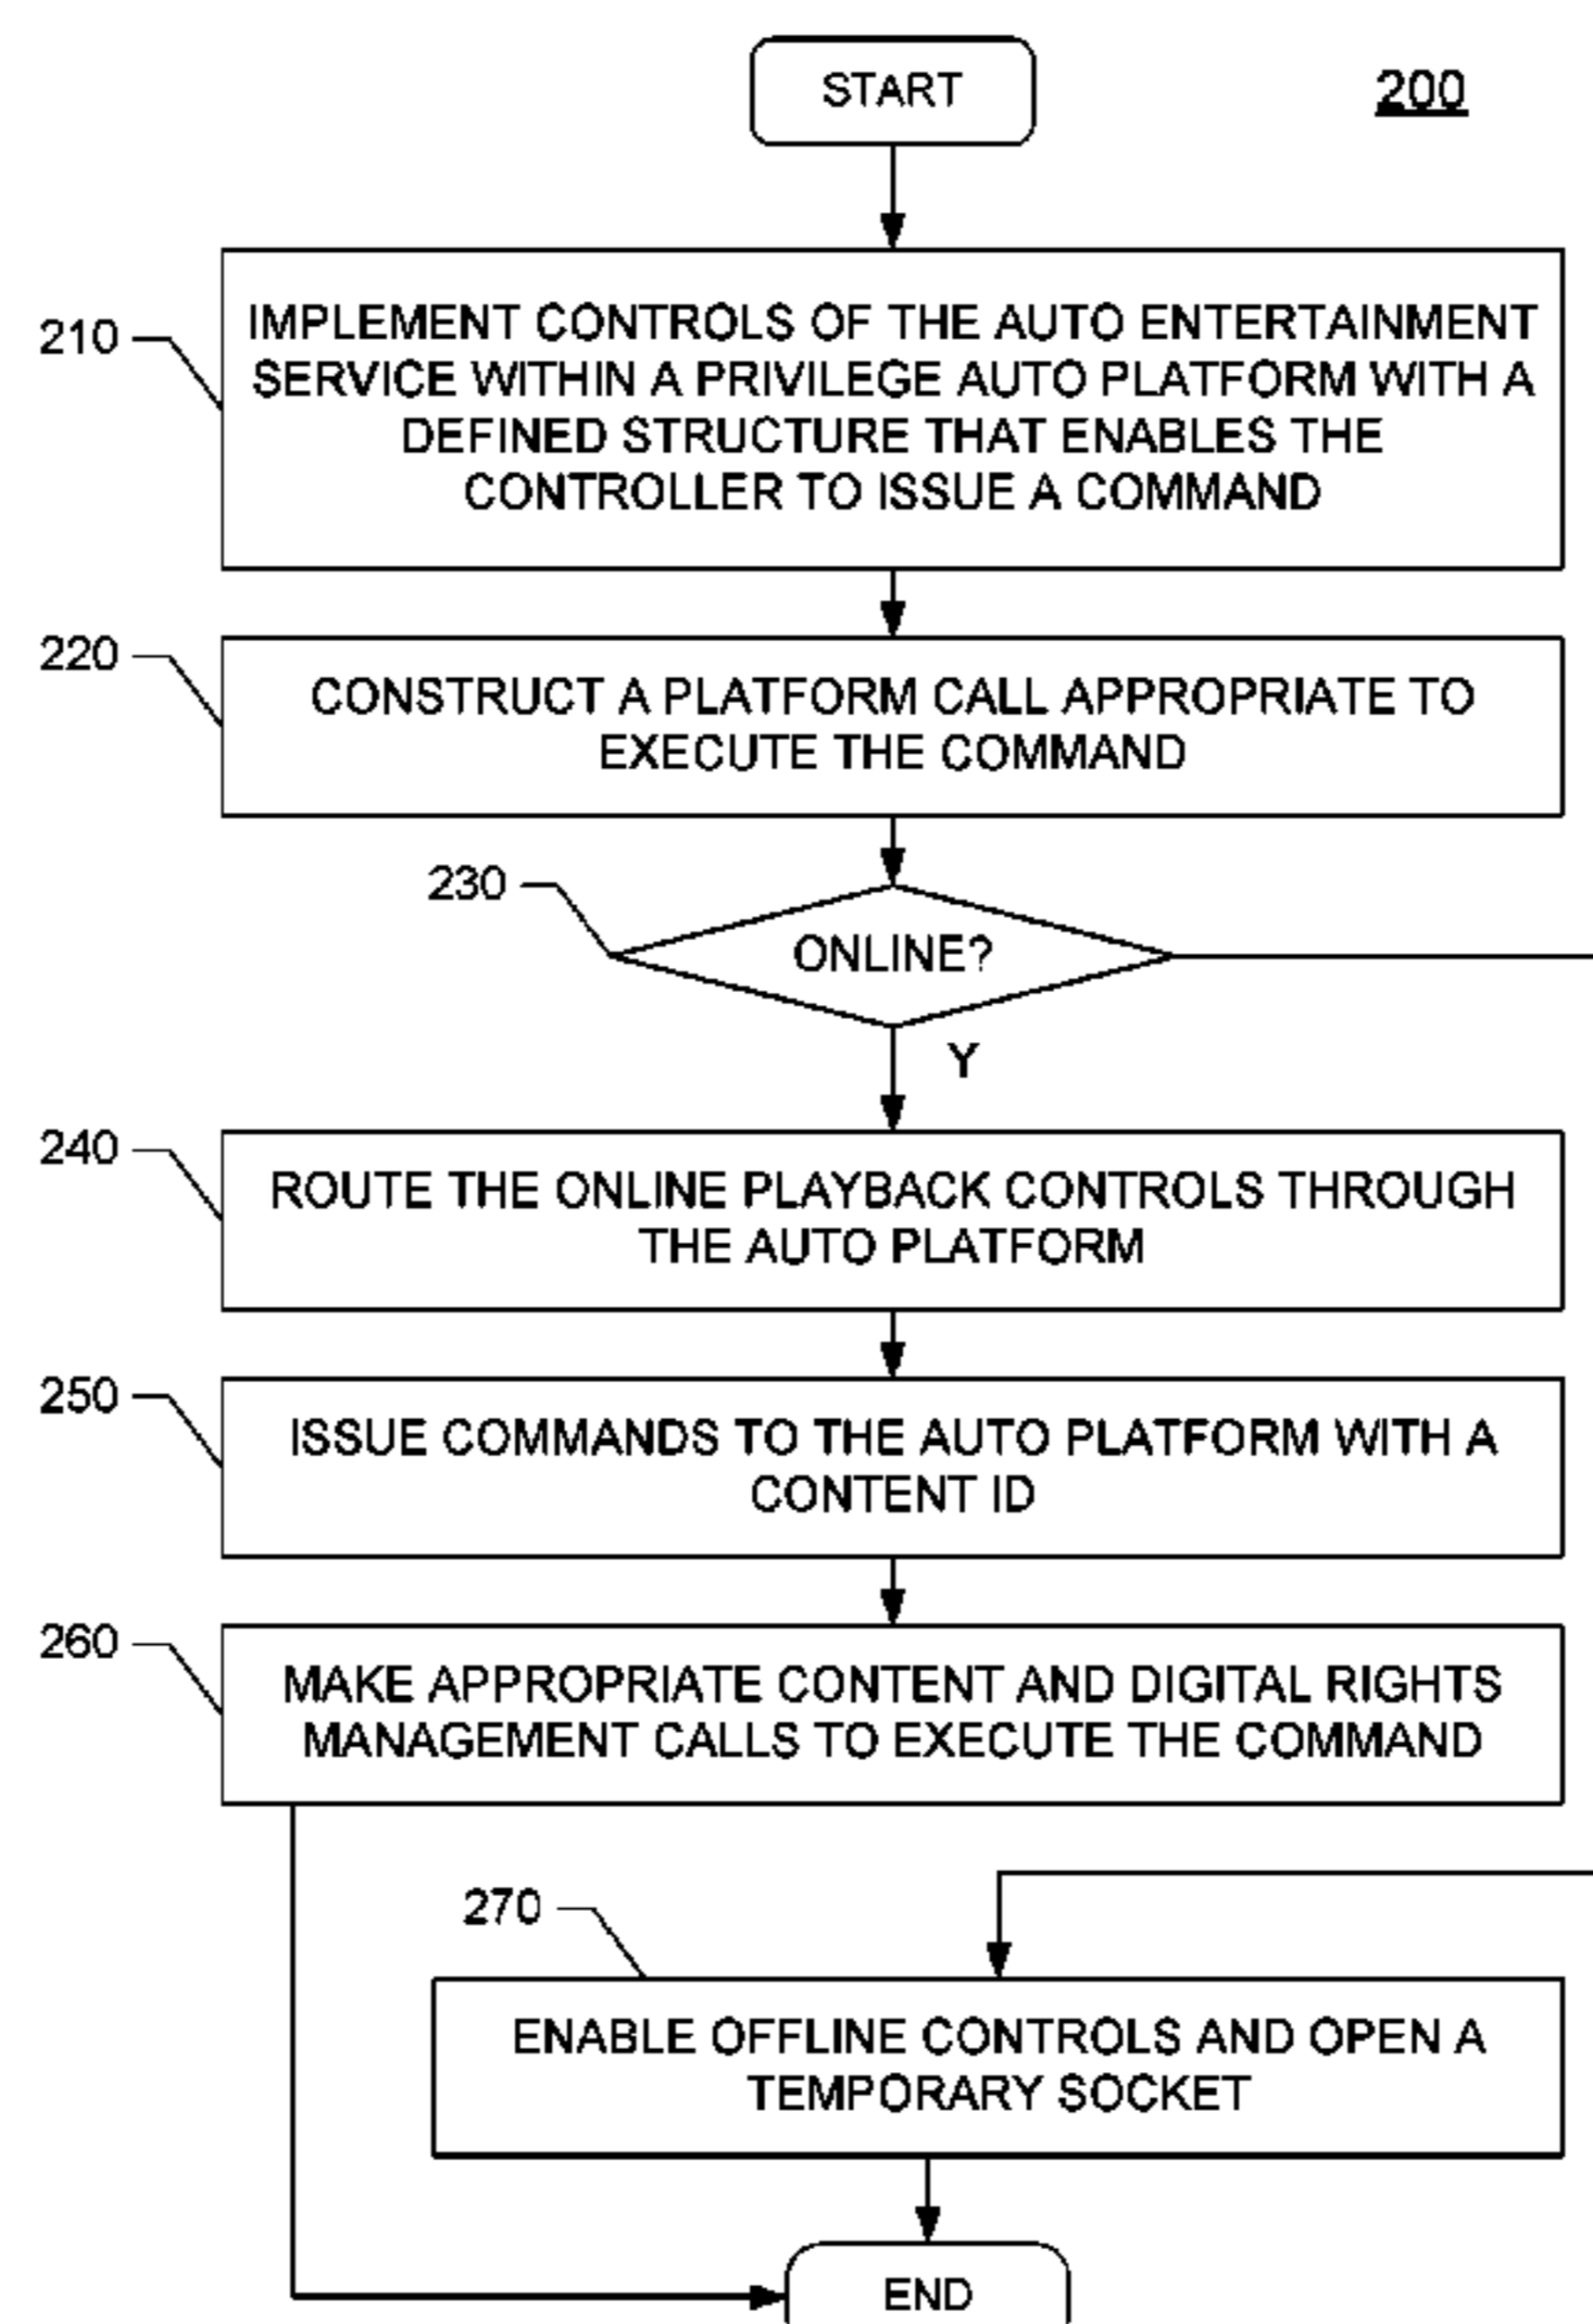 START
200
210
IMPLEMENT CONTROLS OF THE AUTO ENTERTAINMENT
SERVICE WITHIN A PRIVILEGE AUTO PLATFORM WITH A
DEFINED STRUCTURE THAT ENABLES THE
CONTROLLER TO ISSUE A COMMAND
220
CONSTRUCT A PLATFORM CALL APPROPRIATE TO
EXECUTE THE COMMAND
230
ONLINE?
Y
240
ROUTE THE ONLINE PLAYBACK CONTROLS THROUGH
THE AUTO PLATFORM
250
ISSUE COMMANDS TO THE AUTO PLATFORM WITH A
CONTENT ID
260
MAKE APPROPRIATE CONTENT AND DIGITAL RIGHTS
MANAGEMENT CALLS TO EXECUTE THE COMMAND
270
ENABLE OFFLINE CONTROLS AND OPEN A
TEMPORARY SOCKET
END